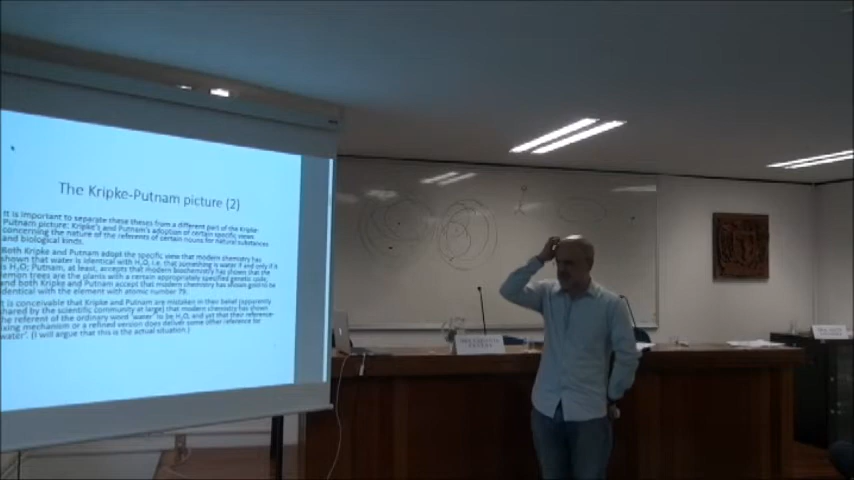 The Kripke-Putnam picture (2)
It is important to separate these theses from a different part of the Kripke-
Putnam picture: Kripke's and Putnam's adoption of certain specific views
concerning the nature of the referents of certain nouns for natural substances
and biological kinds.
Both Kripke and Putnam adopt the specific view that modern chemistry has
shown that water is identical with H2O, i.e. that something is water if and only if it
is H2O; Putnam, at least, accepts that modern biochemistry has shown that the
lemon trees are the plants with a certain appropriately specified genetic code,
and both Kripke and Putnam accept that modern chemistry has shown gold to be
identical with the element with atomic number 79.
It is conceivable that Kripke and Putnam are mistaken in their belief (apparently
shared by the scientific community at large) that modern chemistry has shown
the referent of the ordinary word 'water' to be H2O, and yet that their reference-
fixing mechanism or a refined version does deliver some other reference for
'water'. (I will argue that this is the actual situation.)